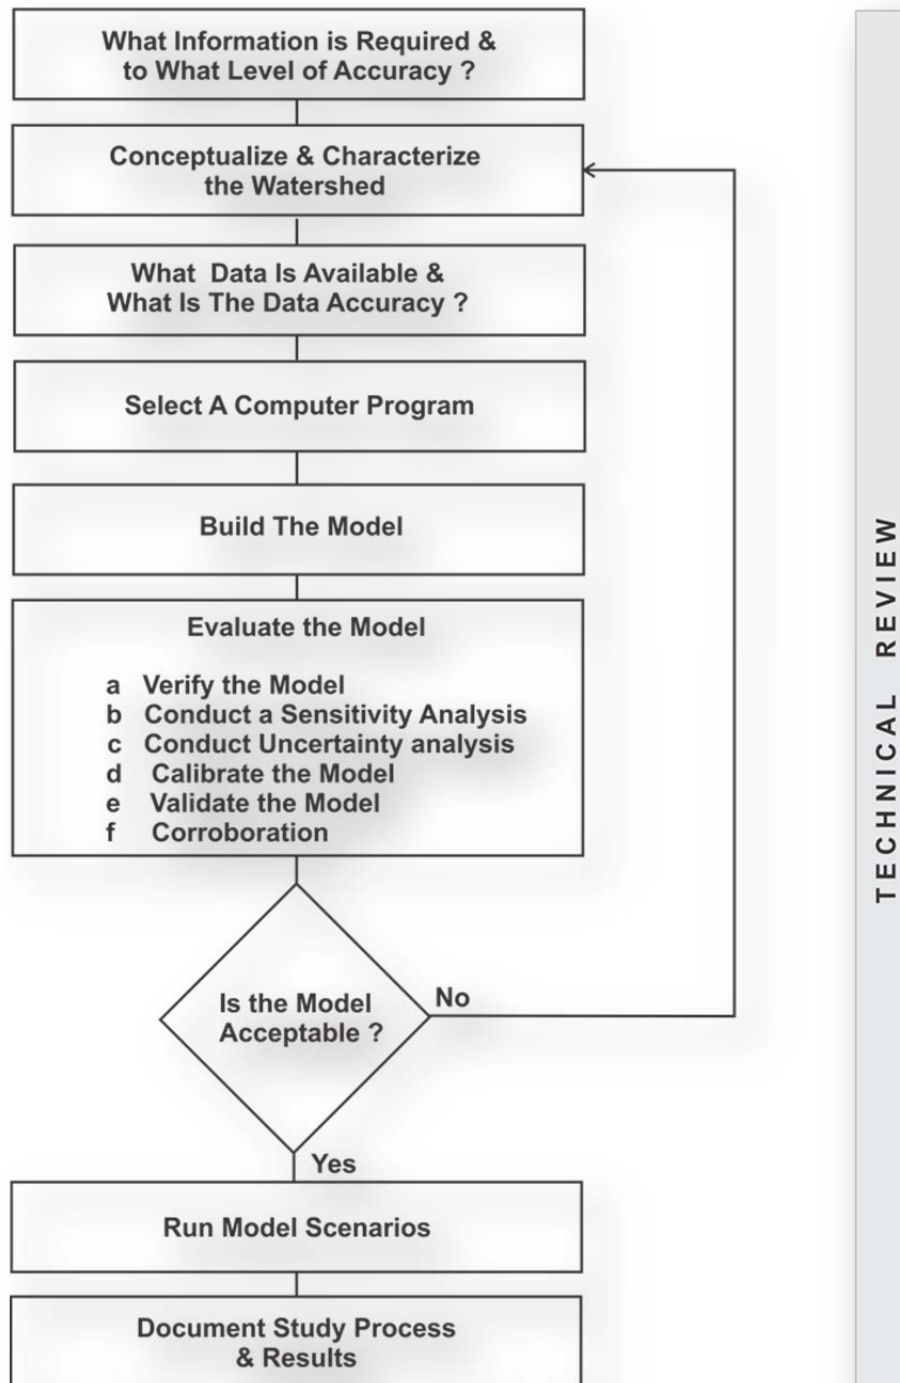 What Information is Required &
to What Level of Accuracy ?
Conceptualize & Characterize
the Watershed
What Data Is Available &
What Is The Data Accuracy ?
Select A Computer Program
Build The Model
Evaluate the Model
a Verify the Model
b Conduct a Sensitivity Analysis
c Conduct Uncertainty analysis
d Calibrate the Model
e Validate the Model
f Corroboration
Is the Model
Acceptable ?
No
Yes
Run Model Scenarios
Document Study Process
& Results
TECHNICAL REVIEW